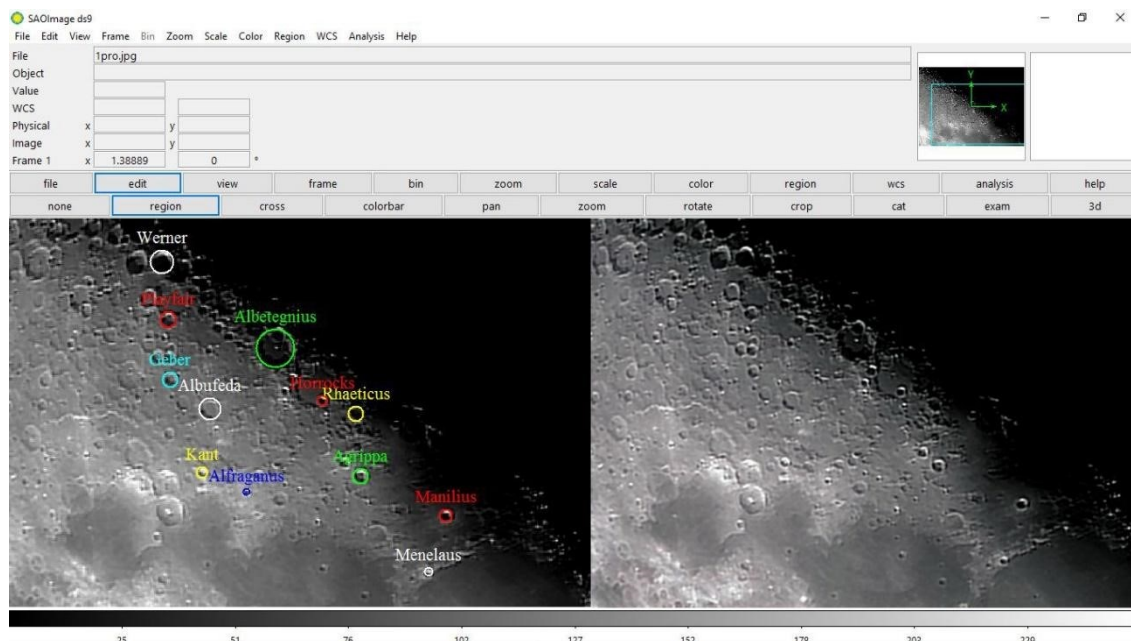 SAOImage ds9
File Edit View Frame Bin Zoom Scale Color Region WCS Analysis Help
File 1pro.jpg
Object
Value
WCS
Physical x y
Image x y
Frame 1 x 1.38889 0 °
Y
X
file edit view frame bin zoom scale color region wcs analysis help
none region cross colorbar pan zoom rotate crop cat exam 3d
Werner
Playfair
Albetegnius
Geber
Albufeda
Horrocks
Rhaeticus
Kant
Agrippa
Alfraganus
Manilius
Menelaus
25 51 76 102 127 152 178 203 229